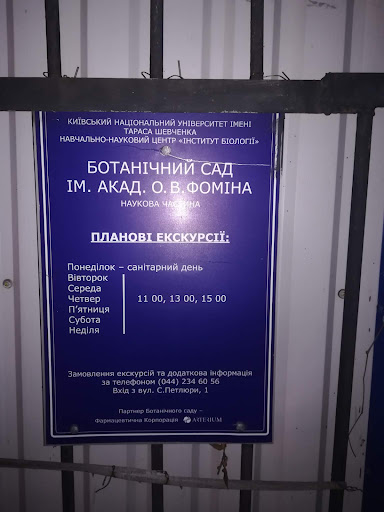 КИЇВСЬКИЙ НАЦІОНАЛЬНИЙ УНІВЕРСИТЕТ ІМЕНІ
ТАРАСА ШЕВЧЕНКА
НАВЧАЛЬНО-НАУКОВИЙ ЦЕНТР «ІНСТИТУТ БІОЛОГІЇ»
БОТАНІЧНИЙ САД
ІМ. АКАД. О.В.ФОМІНА
НАУКОВА ЧАСТИНА
ПЛАНОВІ ЕКСКУРСІЇ:
Понеділок – санітарний день
Вівторок
Середа
Четвер 11 00, 13 00, 15 00
П'ятниця
Субота
Неділя
Замовлення екскурсій та додаткова інформація
за телефоном (044) 234 60 56
Вхід з вул. С.Петлюри, 1
Партнер Ботанічного саду –
Фармацевтична Корпорація ARTERIUM